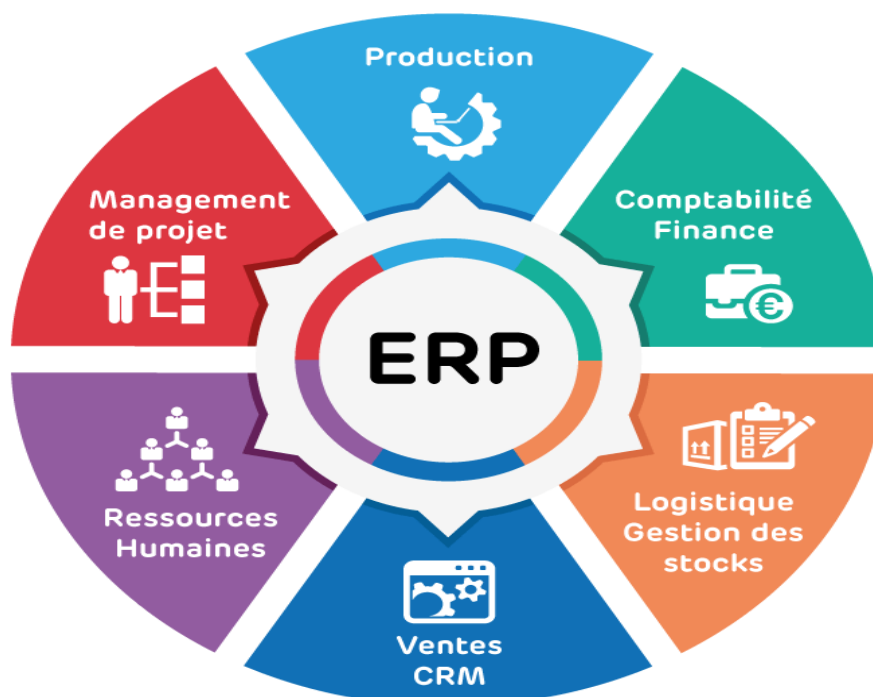 Production
Comptabilité
Finance
Logistique
Gestion des
stocks
Ventes
CRM
Ressources
Humaines
Management
de projet
ERP
€